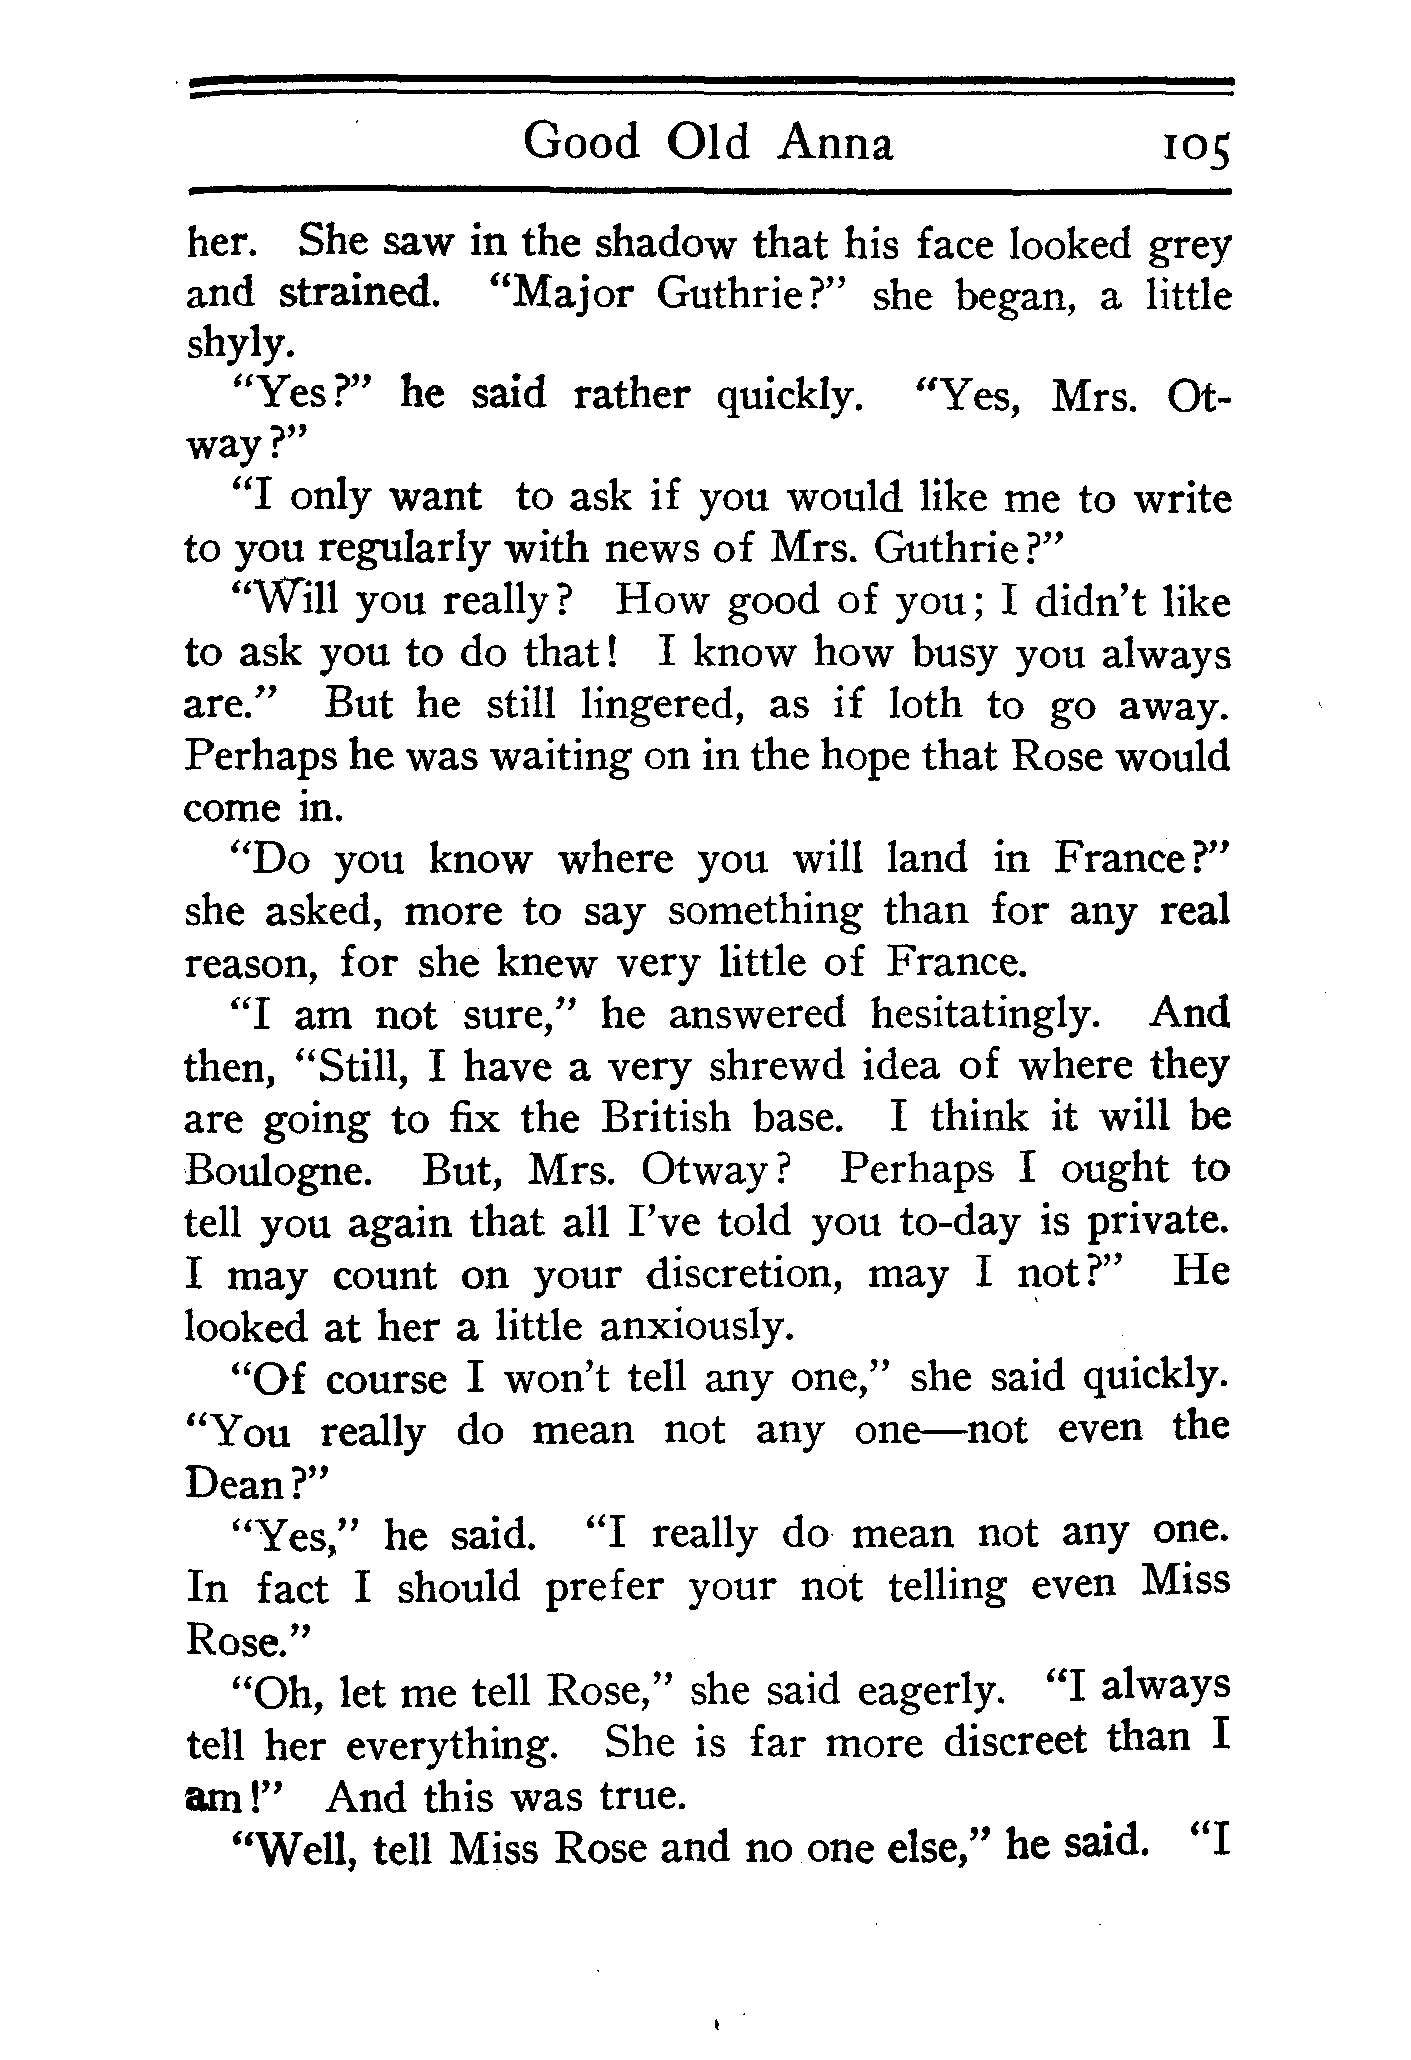 Good Old Anna 105
her. She saw in the shadow that his face looked grey
and strained. "Major Guthrie?" she began, a little
shyly.
"Yes?" he said rather quickly. "Yes, Mrs. Ot-
way?"
"I only want to ask if you would like me to write
to you regularly with news of Mrs. Guthrie?"
"Will you really? How good of you; I didn't like
to ask you to do that! I know how busy you always
are." But he still lingered, as if loth to go away.
Perhaps he was waiting on in the hope that Rose would
come in.
"Do you know where you will land in France?"
she asked, more to say something than for any real
reason, for she knew very little of France.
"I am not sure," he answered hesitatingly. And
then, "Still, I have a very shrewd idea of where they
are going to fix the British base. I think it will be
Boulogne. But, Mrs. Otway? Perhaps I ought to
tell you again that all I've told you to-day is private.
I may count on your discretion, may I not?" He
looked at her a little anxiously.
"Of course I won't tell any one," she said quickly.
"You really do mean not any one—not even the
Dean?"
"Yes," he said. "I really do mean not any one.
In fact I should prefer your not telling even Miss
Rose."
"Oh, let me tell Rose," she said eagerly. "I always
tell her everything. She is far more discreet than I
am!" And this was true.
"Well, tell Miss Rose and no one else," he said. "I